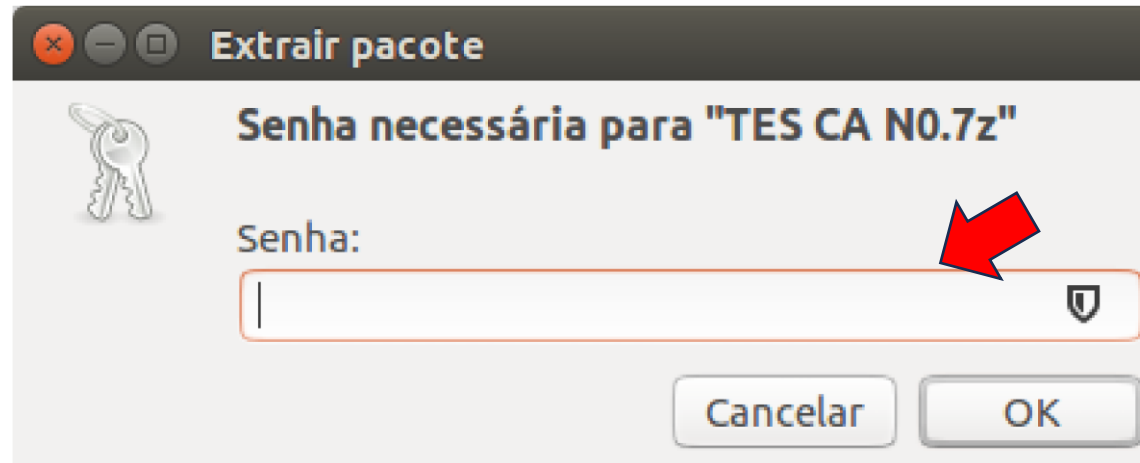 Extrair pacote
Senha necessária para "TES CA N0.7z"
Senha:
Cancelar OK